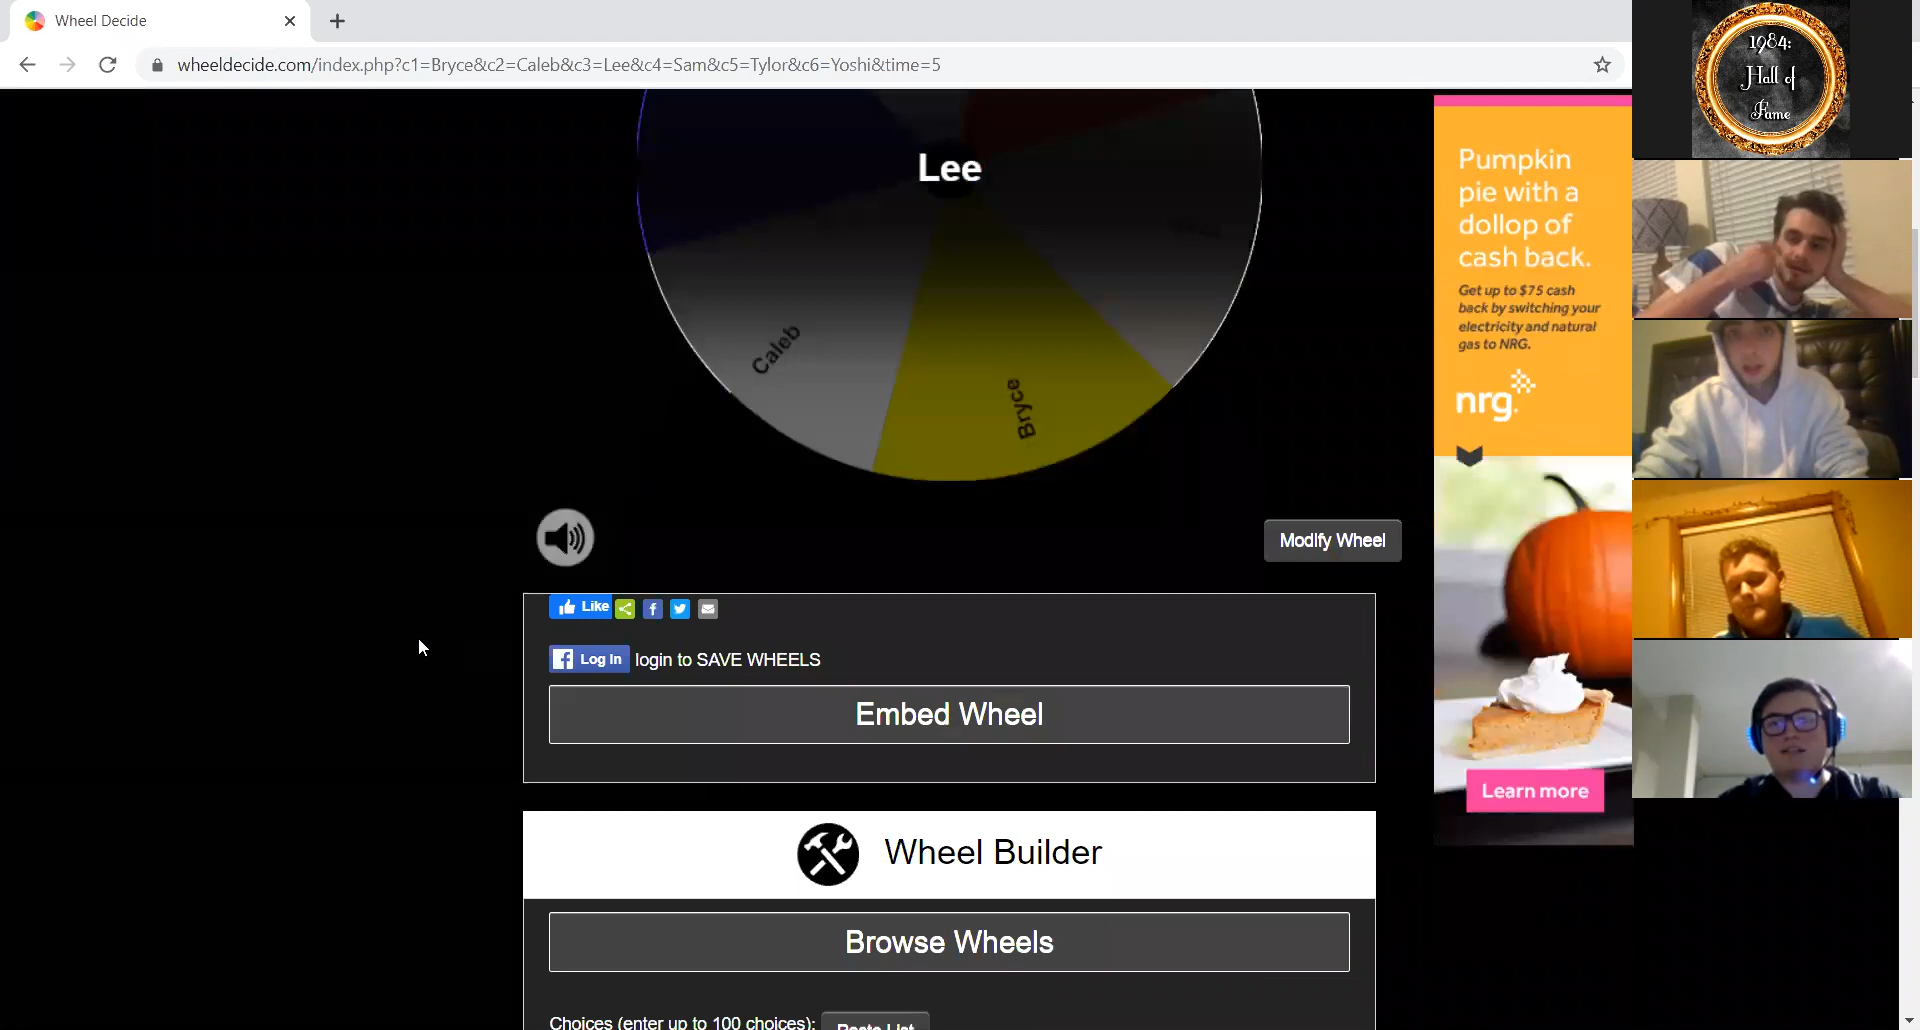 Wheel Decide
wheeldecide.com/index.php?c1=Bryce&c2=Caleb&c3=Lee&c4=Sam&c5=Tylor&c6=Yoshi&time=5
1984:
Hall of
Fame
Lee
Caleb
Bryce
Pumpkin
pie with a
dollop of
cash back.
Get up to $75 cash
back by switching your
electricity and natural
gas to NRG.
nrg.
Modify Wheel
Like
Log In login to SAVE WHEELS
Embed Wheel
Learn more
Wheel Builder
Browse Wheels
Choices (enter up to 100 choices): Paste List